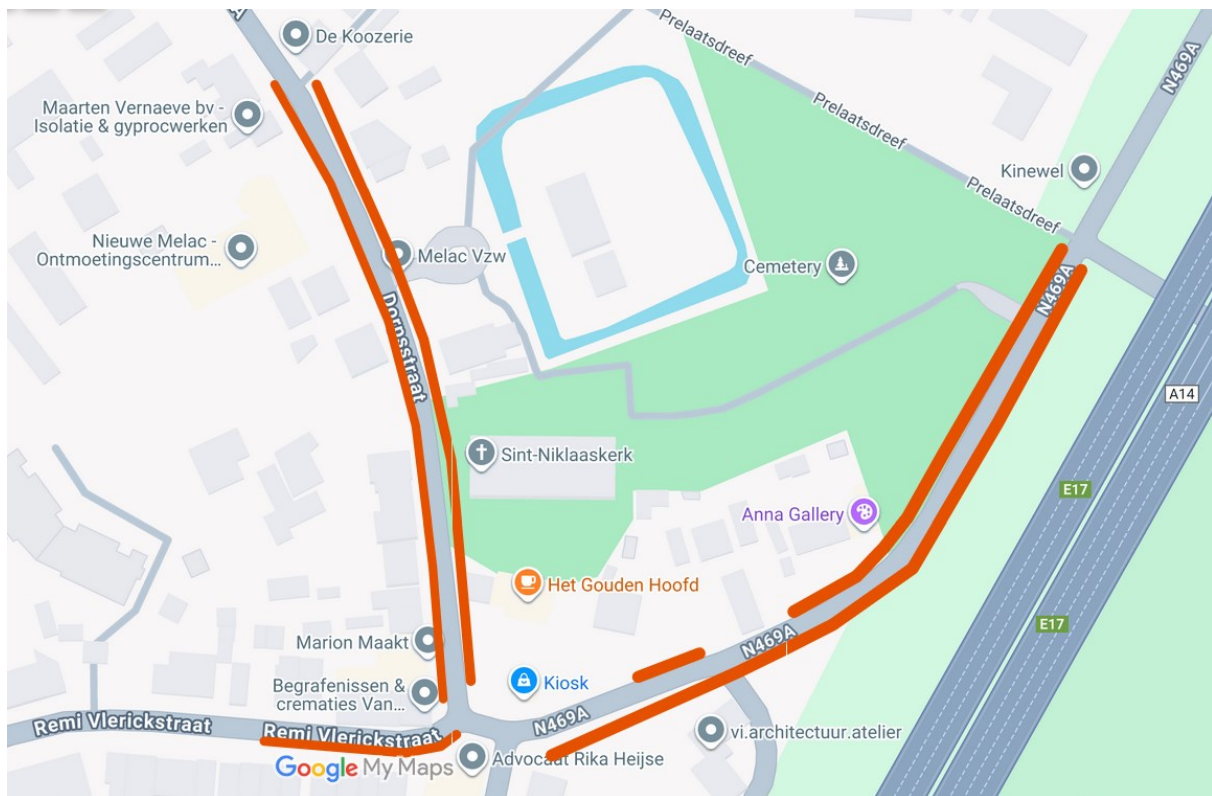 De Koozerie
Prelaatsdreef
N469A
Maarten Vernaeve bv -
Isolatie & gyprocwerken
Prelaatsdreef
Kinewel
Prelaatsdreef
Nieuwe Melac -
Ontmoetingscentrum...
Melac Vzw
Cemetery
N469A
Dorpsstraat
A14
Sint-Niklaaskerk
E17
Anna Gallery
Het Gouden Hoofd
E17
Marion Maakt
N469A
Begrafenissen &
crematies Van...
Kiosk
Remi Vlerickstraat
Remi Vlerickstraat
N469A
vi.architectuur.atelier
Advocaat Rika Heijse
Google My Maps